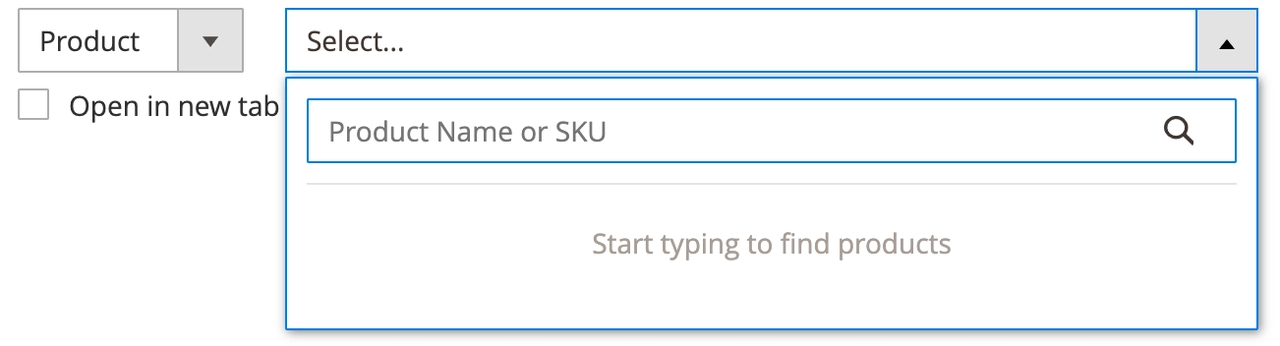 Product
Select...
Open in new tab
Product Name or SKU
Start typing to find products